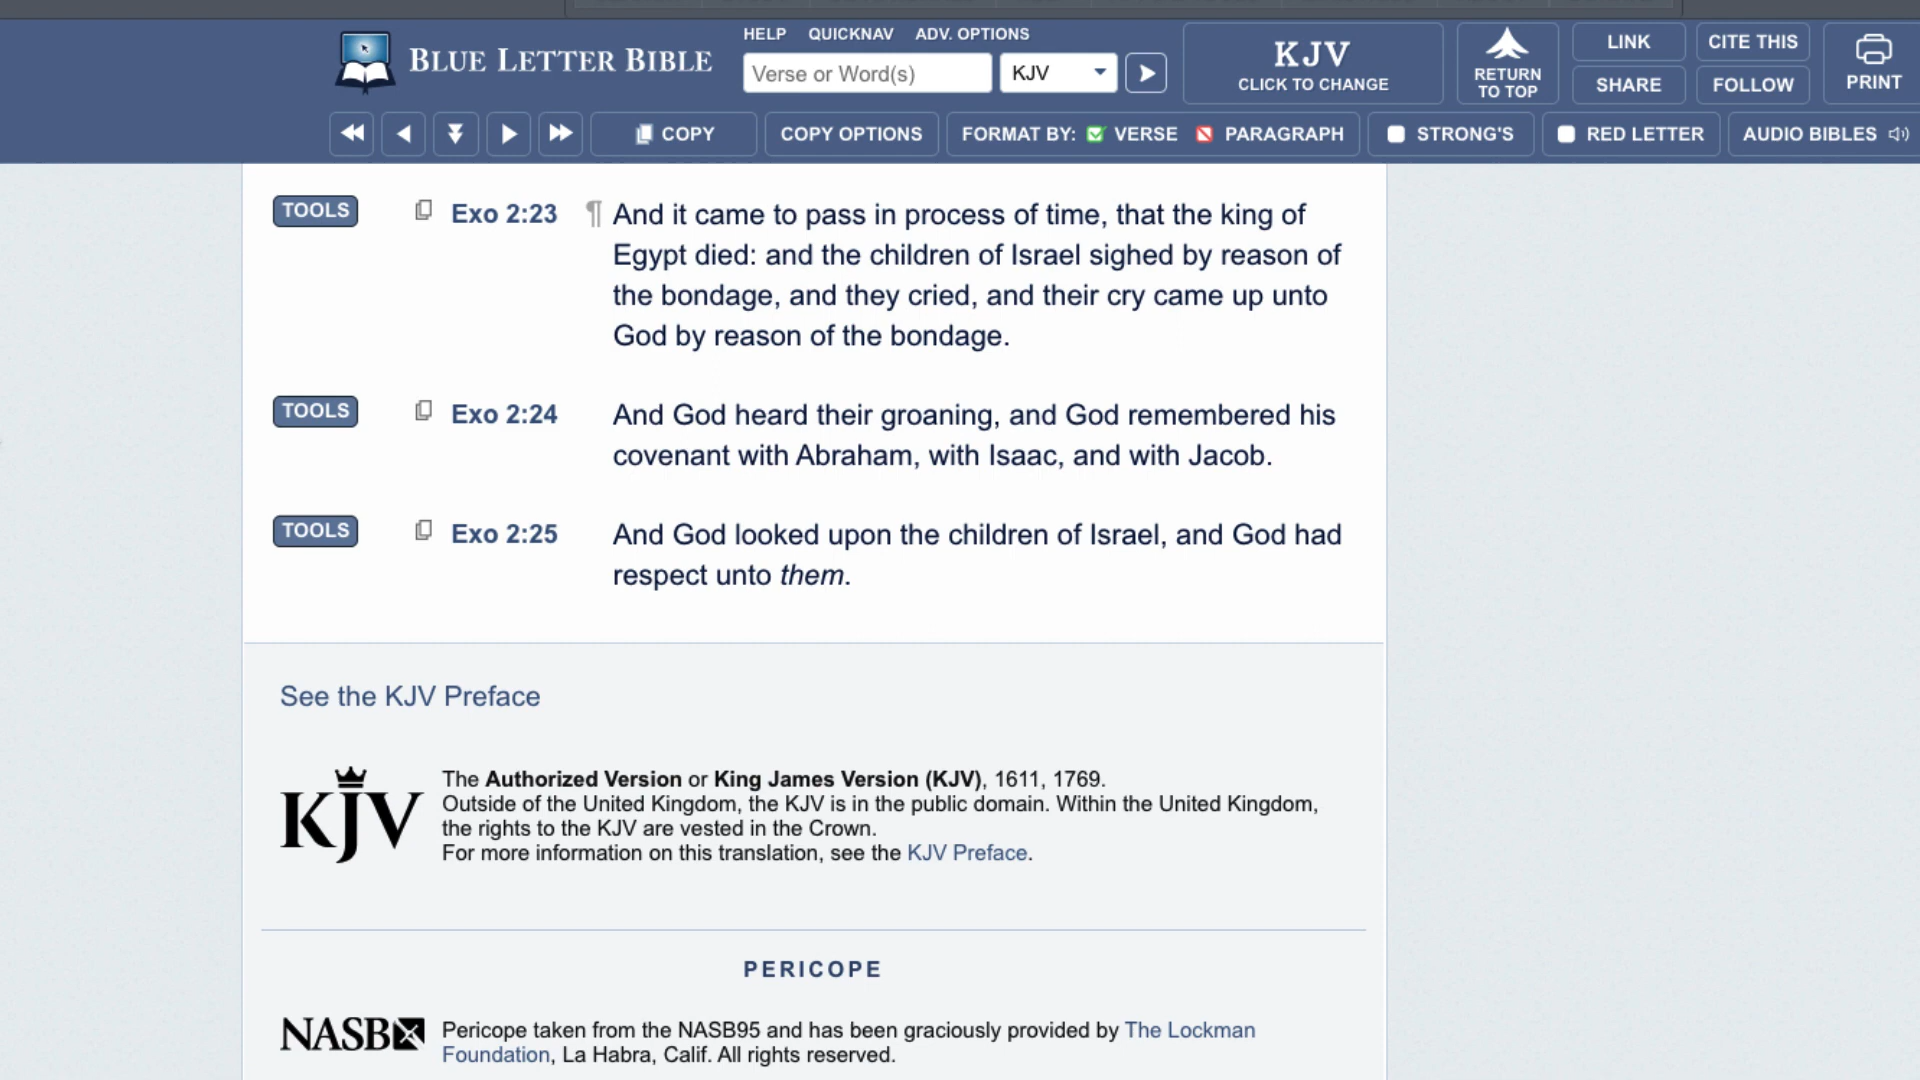 HELP QUICKNAV ADV. OPTIONS
BLUE LETTER BIBLE
Verse or Word(s) KJV
KJV
CLICK TO CHANGE
RETURN
TO TOP
LINK CITE THIS
SHARE FOLLOW
PRINT
COPY COPY OPTIONS FORMAT BY: VERSE PARAGRAPH STRONG'S RED LETTER AUDIO BIBLES
TOOLS Exo 2:23 ¶ And it came to pass in process of time, that the king of
Egypt died: and the children of Israel sighed by reason of
the bondage, and they cried, and their cry came up unto
God by reason of the bondage.
TOOLS Exo 2:24 And God heard their groaning, and God remembered his
covenant with Abraham, with Isaac, and with Jacob.
TOOLS Exo 2:25 And God looked upon the children of Israel, and God had
respect unto them.
See the KJV Preface
KJV
The Authorized Version or King James Version (KJV), 1611, 1769.
Outside of the United Kingdom, the KJV is in the public domain. Within the United Kingdom,
the rights to the KJV are vested in the Crown.
For more information on this translation, see the KJV Preface.
PERICOPE
NASB
Pericope taken from the NASB95 and has been graciously provided by The Lockman
Foundation, La Habra, Calif. All rights reserved.